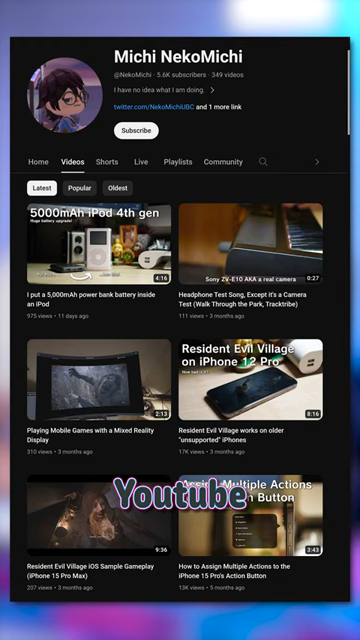 Michi NekoMichi
@NekoMichi · 5.6K subscribers · 349 videos
I have no idea what I am doing.
twitter.com/NekoMichiUBC and 1 more link
Subscribe
Home Videos Shorts Live Playlists Community
Latest Popular Oldest
5000mAh iPod 4th gen
Huge battery upgrade!
4:16
I put a 5,000mAh power bank battery inside
an iPod
975 views · 11 days ago
Sony ZV-E10 AKA a real camera
0:27
Headphone Test Song, Except it's a Camera
Test (Walk Through the Park, Tracktribe)
111 views · 3 months ago
2:13
Playing Mobile Games with a Mixed Reality
Display
310 views · 3 months ago
Resident Evil Village
on iPhone 12 Pro
8:16
Resident Evil Village works on older
"unsupported" iPhones
17K views · 3 months ago
9:36
Resident Evil Village iOS Sample Gameplay
(iPhone 15 Pro Max)
207 views · 3 months ago
Multiple Actions
Button
3:43
How to Assign Multiple Actions to the
iPhone 15 Pro's Action Button
13K views · 5 months ago
Youtube